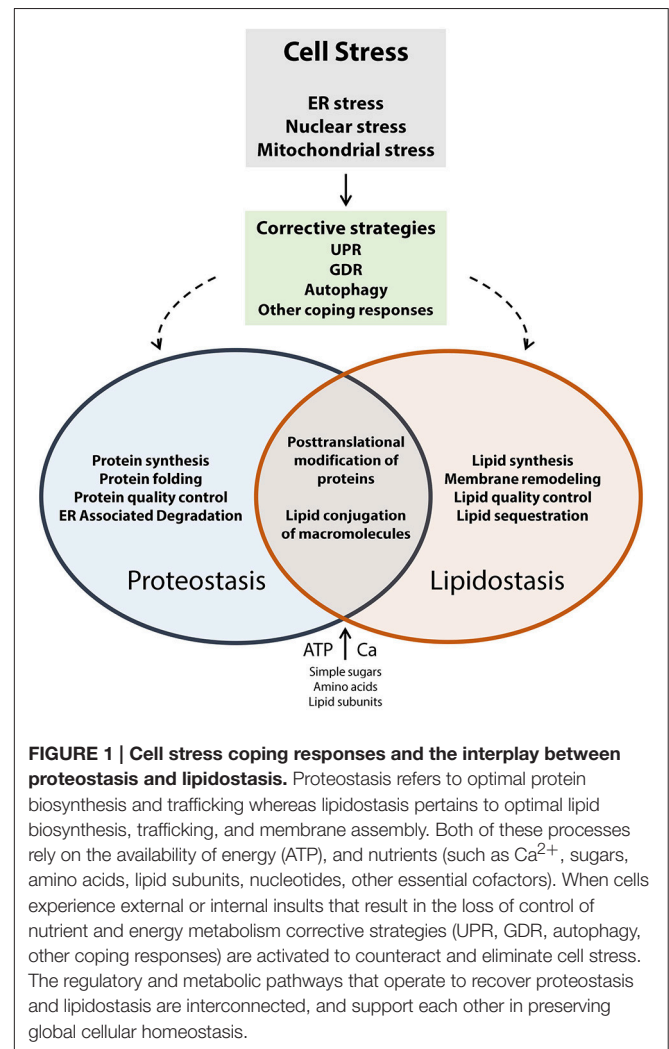 Cell Stress
ER stress
Nuclear stress
Mitochondrial stress
Corrective strategies
UPR
GDR
Autophagy
Other coping responses
Protein synthesis
Protein folding
Protein quality control
ER Associated Degradation
Proteostasis
Posttranslational
modification of
proteins
Lipid conjugation
of macromolecules
Lipid synthesis
Membrane remodeling
Lipid quality control
Lipid sequestration
Lipidostasis
ATP Ca
Simple sugars
Amino acids
Lipid subunits
FIGURE 1 | Cell stress coping responses and the interplay between
proteostasis and lipidostasis. Proteostasis refers to optimal protein
biosynthesis and trafficking whereas lipidostasis pertains to optimal lipid
biosynthesis, trafficking, and membrane assembly. Both of these processes
rely on the availability of energy (ATP), and nutrients (such as Ca²⁺, sugars,
amino acids, lipid subunits, nucleotides, other essential cofactors). When cells
experience external or internal insults that result in the loss of control of
nutrient and energy metabolism corrective strategies (UPR, GDR, autophagy,
other coping responses) are activated to counteract and eliminate cell stress.
The regulatory and metabolic pathways that operate to recover proteostasis
and lipidostasis are interconnected, and support each other in preserving
global cellular homeostasis.